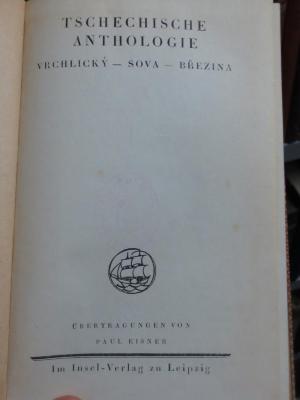 TSCHECHISCHE
ANTHOLOGIE
VRCHLICKÝ — SOVA — BŘEZINA
ÜBERTRAGUNGEN VON
PAUL EISNER
Im Insel-Verlag zu Leipzig